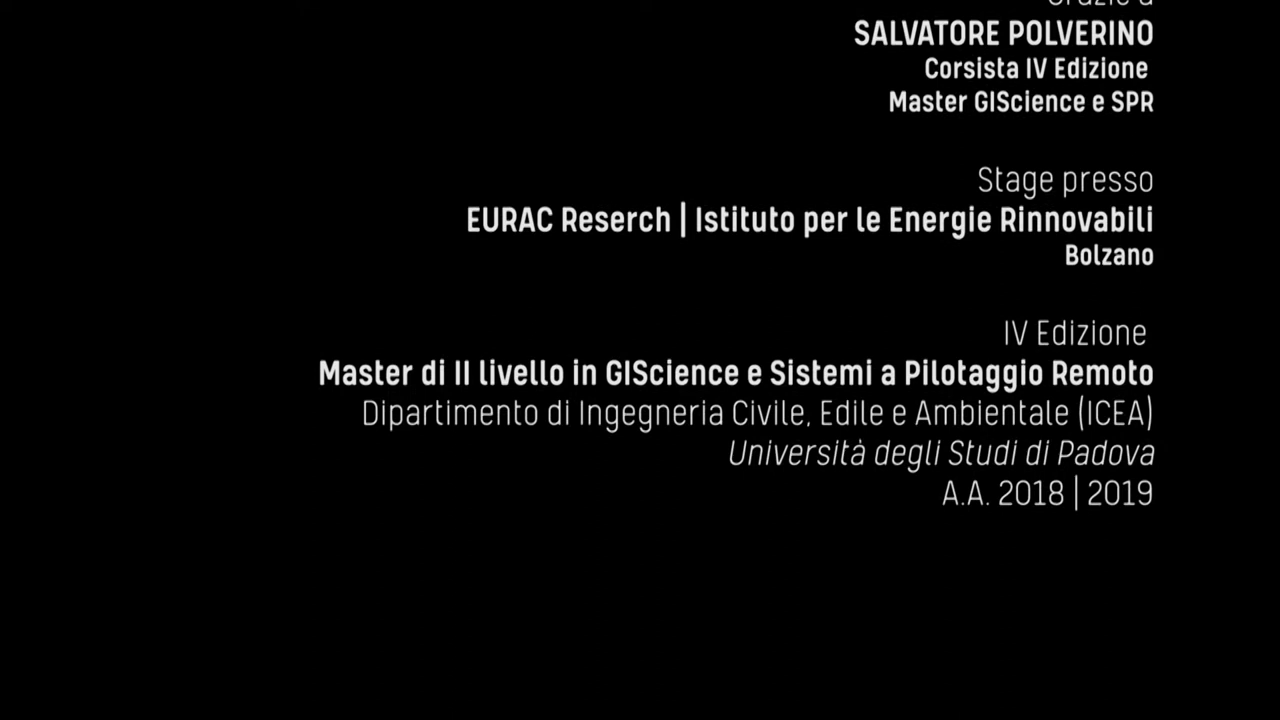 Grazie a
SALVATORE POLVERINO
Corsista IV Edizione
Master GIScience e SPR
Stage presso
EURAC Reserch | Istituto per le Energie Rinnovabili
Bolzano
IV Edizione
Master di II livello in GIScience e Sistemi a Pilotaggio Remoto
Dipartimento di Ingegneria Civile, Edile e Ambientale (ICEA)
Università degli Studi di Padova
A.A. 2018 | 2019